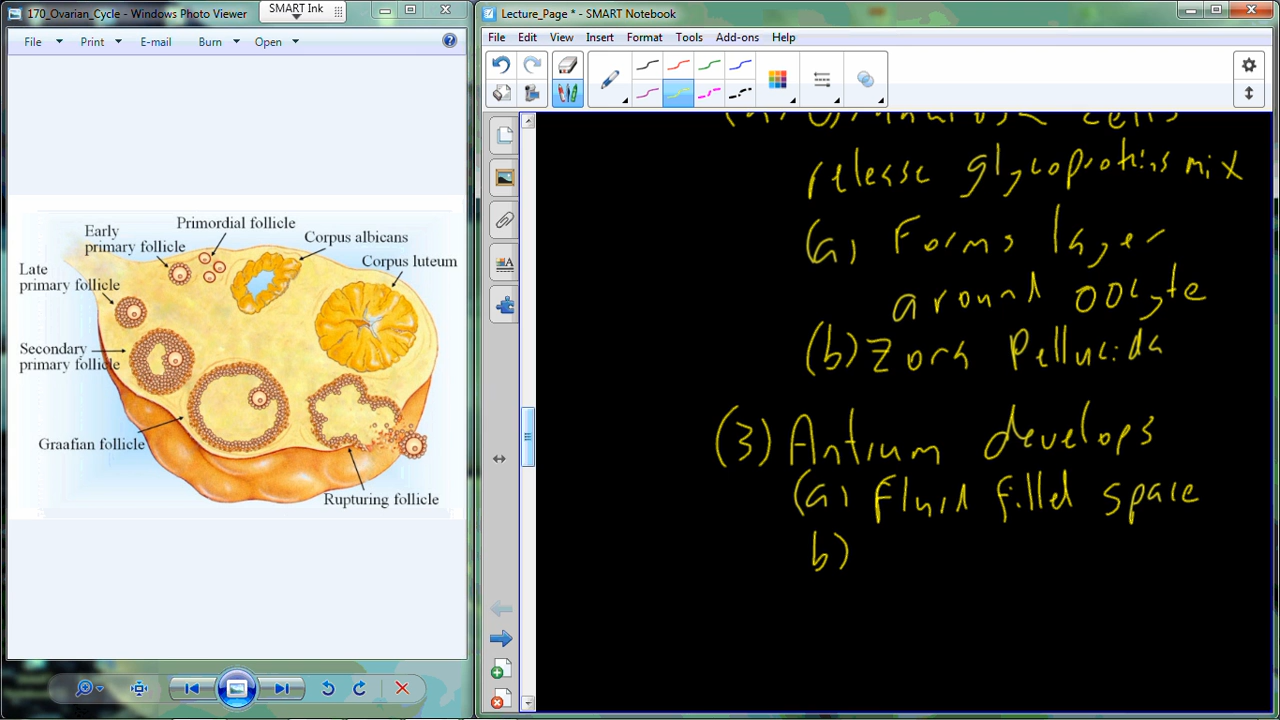 170_Ovarian_Cycle - Windows Photo Viewer
SMART Ink
File Print E-mail Burn Open
Early
primary follicle
Primordial follicle
Corpus albicans
Corpus luteum
Late
primary follicle
Secondary
primary follicle
Graafian follicle
Rupturing follicle
Lecture_Page * - SMART Notebook
File Edit View Insert Format Tools Add-ons Help
cells
release glycoproteins mix
(a) Forms layer
around oocyte
(b) Zona Pellucida
(3) Antrum develops
(a) Fluid filled space
b)